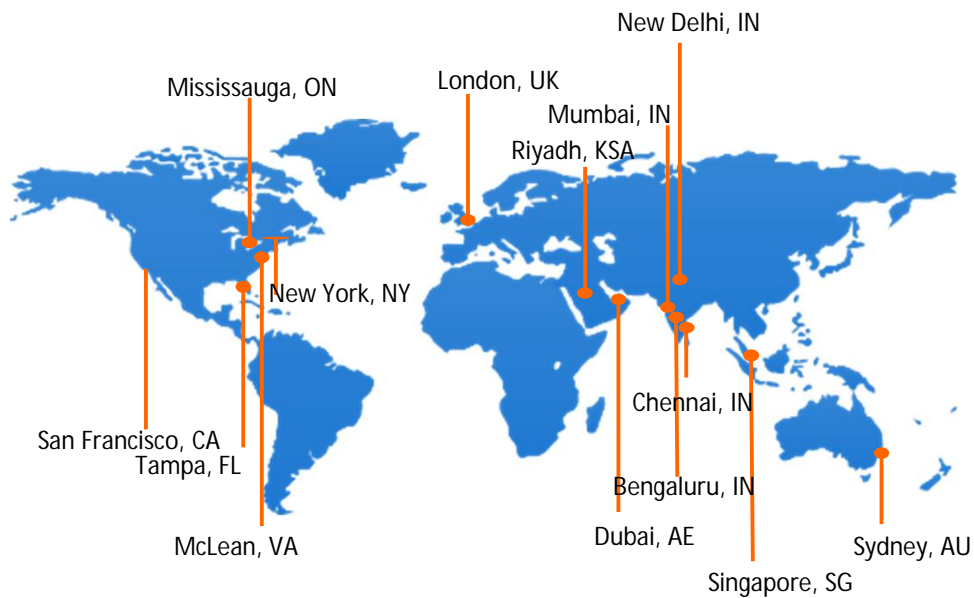 New Delhi, IN
London, UK
Mississauga, ON
Mumbai, IN
Riyadh, KSA
New York, NY
Chennai, IN
San Francisco, CA
Tampa, FL
Bengaluru, IN
Dubai, AE
McLean, VA
Sydney, AU
Singapore, SG